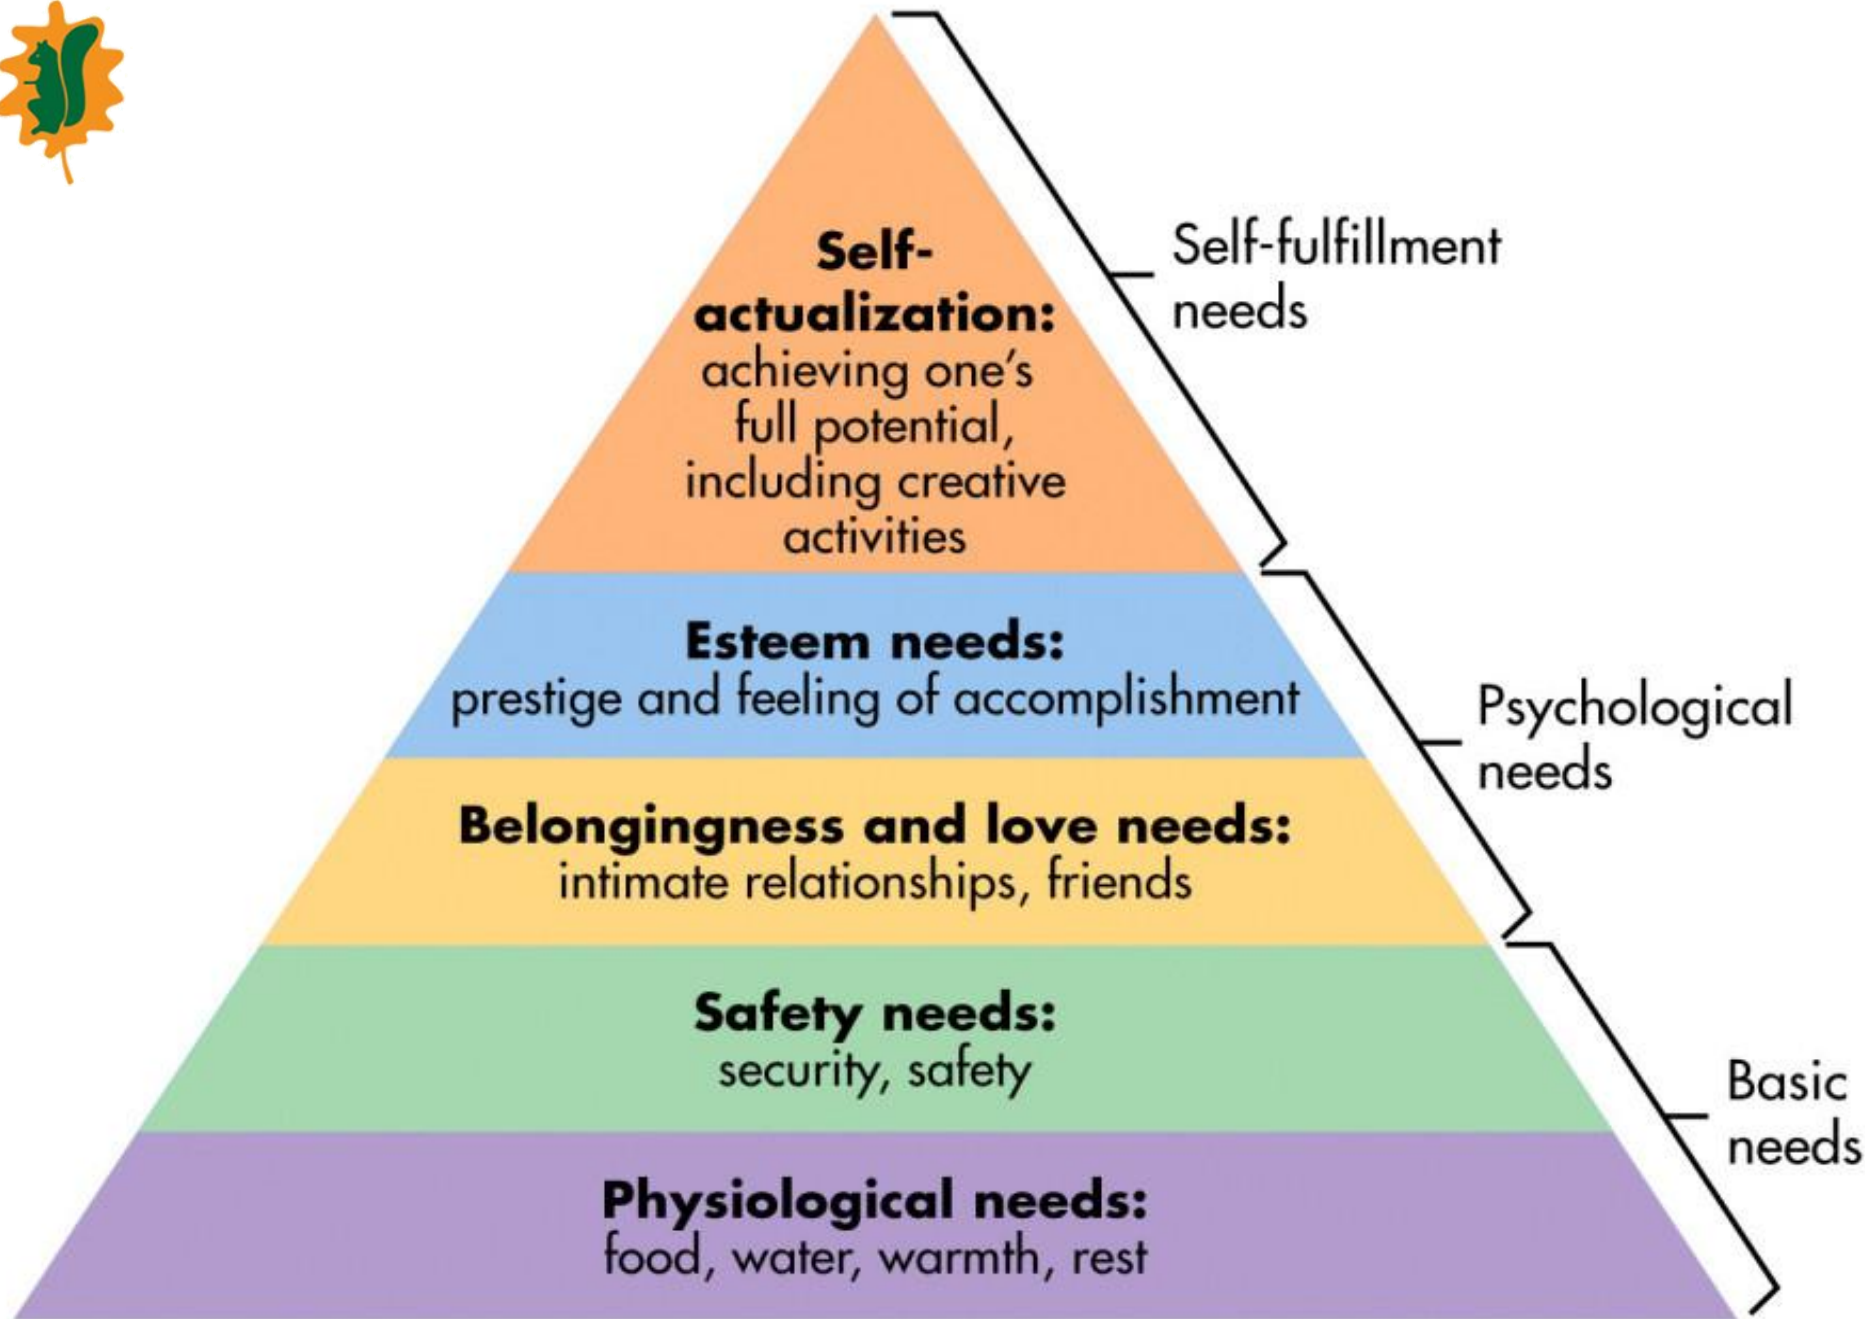 Self-
actualization:
achieving one's
full potential,
including creative
activities
Self-fulfillment
needs
Esteem needs:
prestige and feeling of accomplishment
Psychological
needs
Belongingness and love needs:
intimate relationships, friends
Safety needs:
security, safety
Basic
needs
Physiological needs:
food, water, warmth, rest